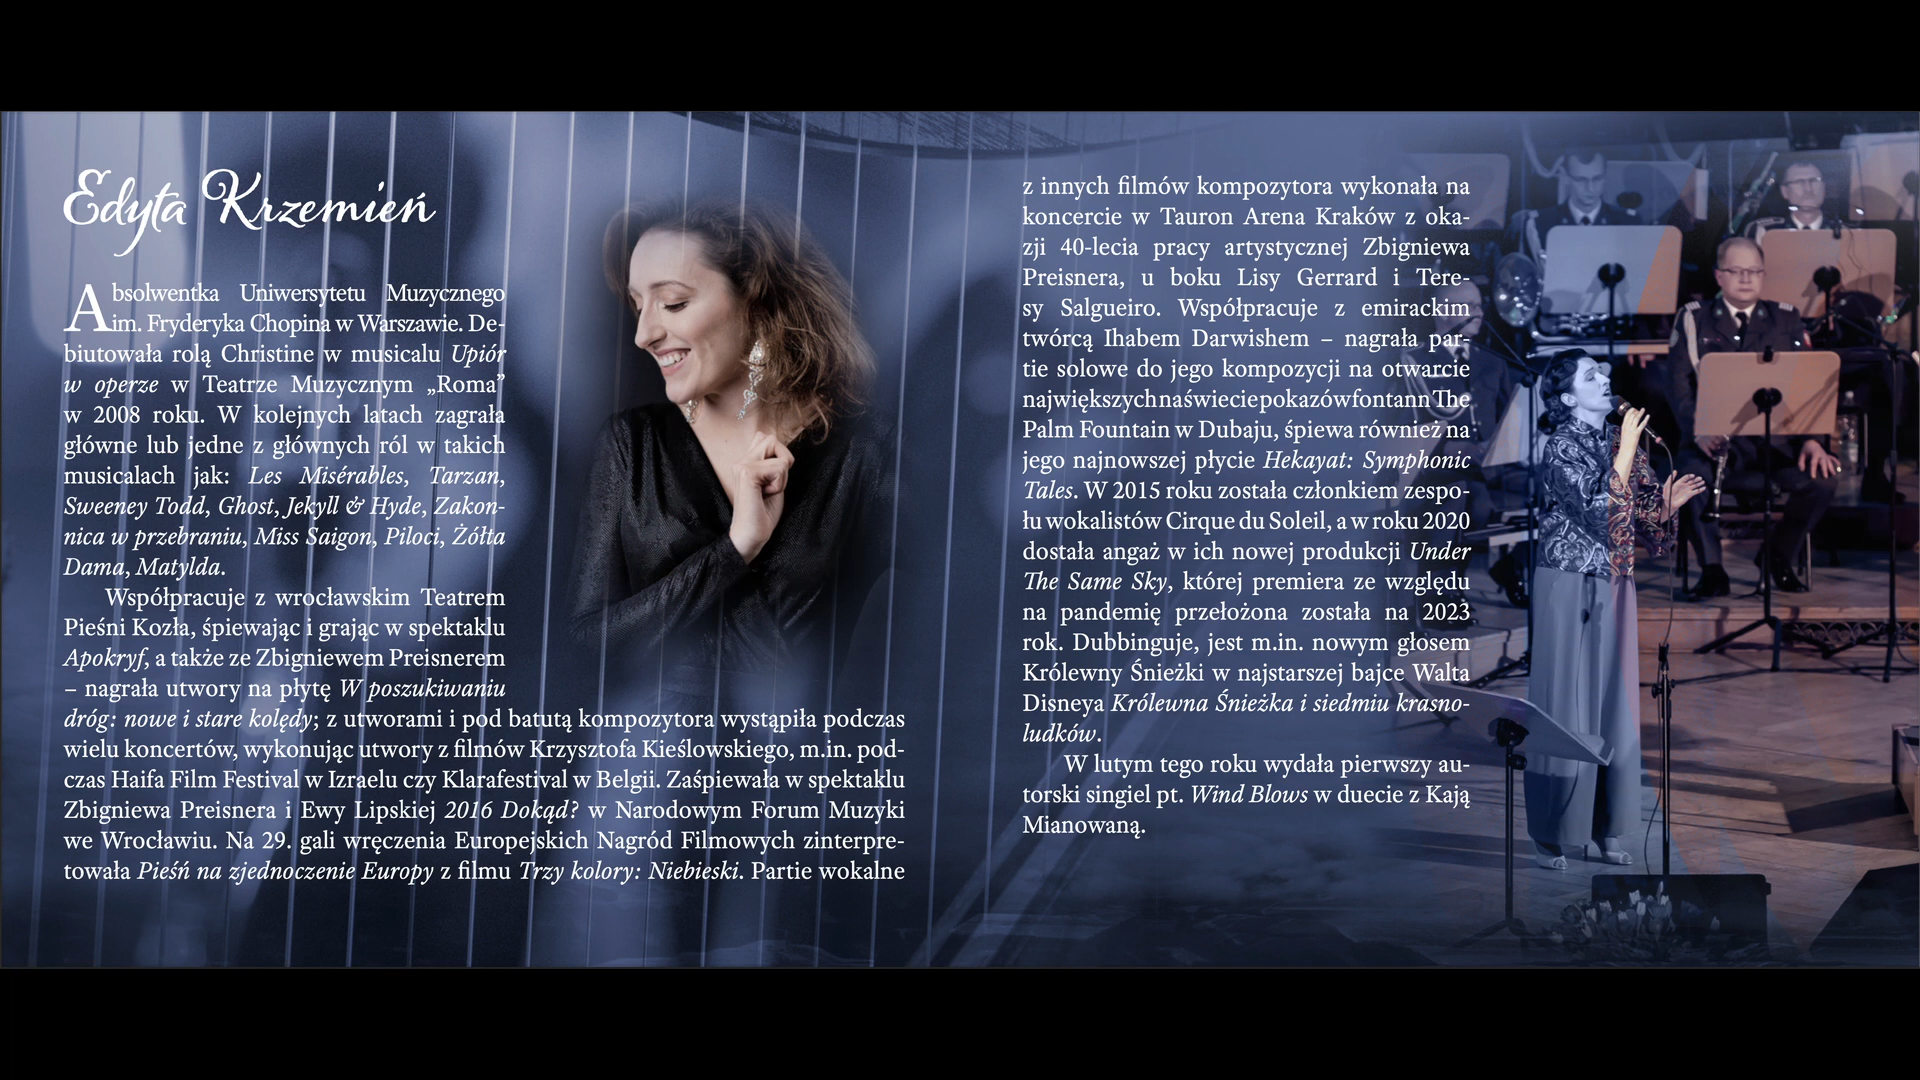 Edyta Krzemień
Absolwentka Uniwersytetu Muzycznego
im. Fryderyka Chopina w Warszawie. De-
biutowała rolą Christine w musicalu Upiór
w operze w Teatrze Muzycznym „Roma”
w 2008 roku. W kolejnych latach zagrała
główne lub jedne z głównych ról w takich
musicalach jak: Les Misérables, Tarzan,
Sweeney Todd, Ghost, Jekyll & Hyde, Zakon-
nica w przebraniu, Miss Saigon, Piloci, Żółta
Dama, Matylda.
Współpracuje z wrocławskim Teatrem
Pieśni Kozła, śpiewając i grając w spektaklu
Apokryf, a także ze Zbigniewem Preisnerem
– nagrała utwory na płytę W poszukiwaniu
dróg: nowe i stare kolędy; z utworami i pod batutą kompozytora wystąpiła podczas
wielu koncertów, wykonując utwory z filmów Krzysztofa Kieślowskiego, m.in. pod-
czas Haifa Film Festival w Izraelu czy Klarafestival w Belgii. Zaśpiewała w spektaklu
Zbigniewa Preisnera i Ewy Lipskiej 2016 Dokąd? w Narodowym Forum Muzyki
we Wrocławiu. Na 29. gali wręczenia Europejskich Nagród Filmowych zinterpre-
towała Pieśń na zjednoczenie Europy z filmu Trzy kolory: Niebieski. Partie wokalne
z innych filmów kompozytora wykonała na
koncercie w Tauron Arena Kraków z oka-
zji 40-lecia pracy artystycznej Zbigniewa
Preisnera, u boku Lisy Gerrard i Tere-
sy Salgueiro. Współpracuje z emirackim
twórcą Ihabem Darwishem – nagrała par-
tie solowe do jego kompozycji na otwarcie
największych na świecie pokazów fontann The
Palm Fountain w Dubaju, śpiewa również na
jego najnowszej płycie Hekayat: Symphonic
Tales. W 2015 roku została członkiem zespo-
łu wokalistów Cirque du Soleil, a w roku 2020
dostała angaż w ich nowej produkcji Under
The Same Sky, której premiera ze względu
na pandemię przełożona została na 2023
rok. Dubbinguje, jest m.in. nowym głosem
Królewny Śnieżki w najstarszej bajce Walta
Disneya Królewna Śnieżka i siedmiu krasno-
ludków.
W lutym tego roku wydała pierwszy au-
torski singiel pt. Wind Blows w duecie z Kają
Mianowaną.